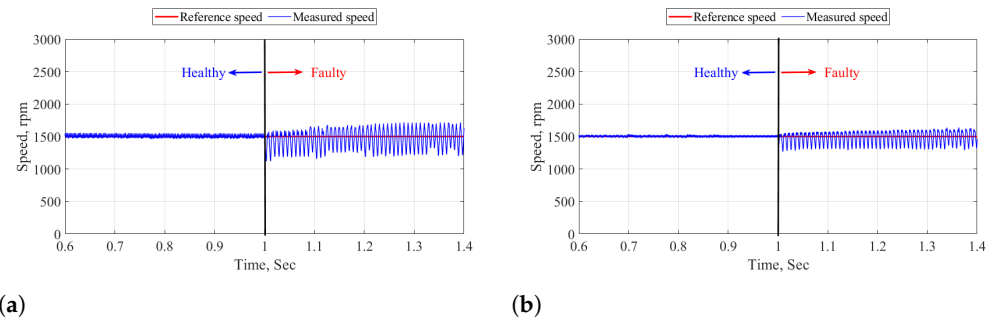 Reference speed Measured speed
3000
2500
2000
1500
1000
500
0
Speed, rpm
Healthy Faulty
0.6 0.7 0.8 0.9 1 1.1 1.2 1.3 1.4
Time, Sec
(a)
Reference speed Measured speed
3000
2500
2000
1500
1000
500
0
Speed, rpm
Healthy Faulty
0.6 0.7 0.8 0.9 1 1.1 1.2 1.3 1.4
Time, Sec
(b)